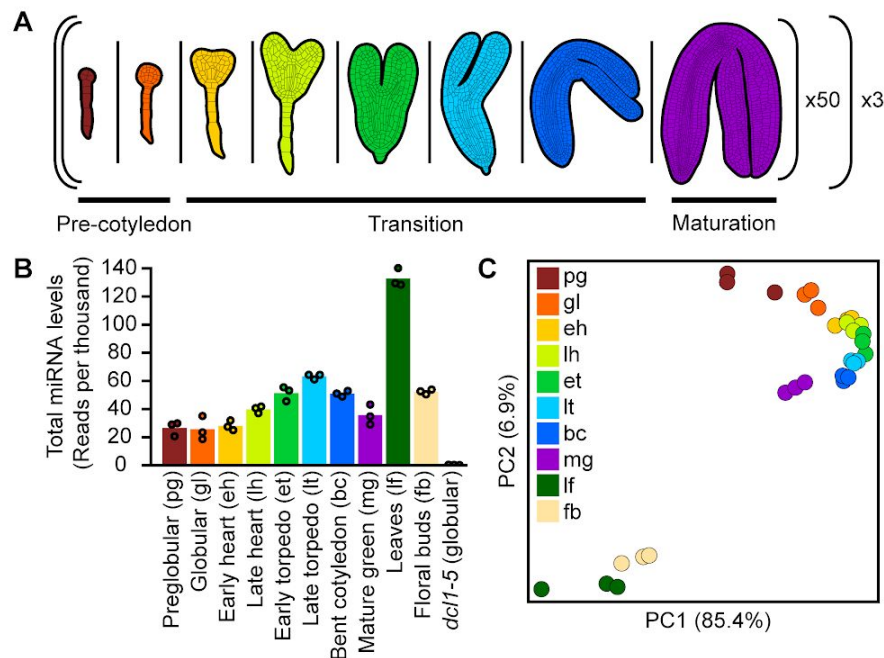 A
x50
x3
Pre-cotyledon
Transition
Maturation
B
Total miRNA levels
(Reads per thousand)
140
120
100
80
60
40
20
0
Preglobular (pg)
Globular (gl)
Early heart (eh)
Late heart (lh)
Early torpedo (et)
Late torpedo (lt)
Bent cotyledon (bc)
Mature green (mg)
Leaves (lf)
Floral buds (fb)
dcl1-5 (globular)
C
pg
gl
eh
lh
et
lt
bc
mg
lf
fb
PC2 (6.9%)
PC1 (85.4%)